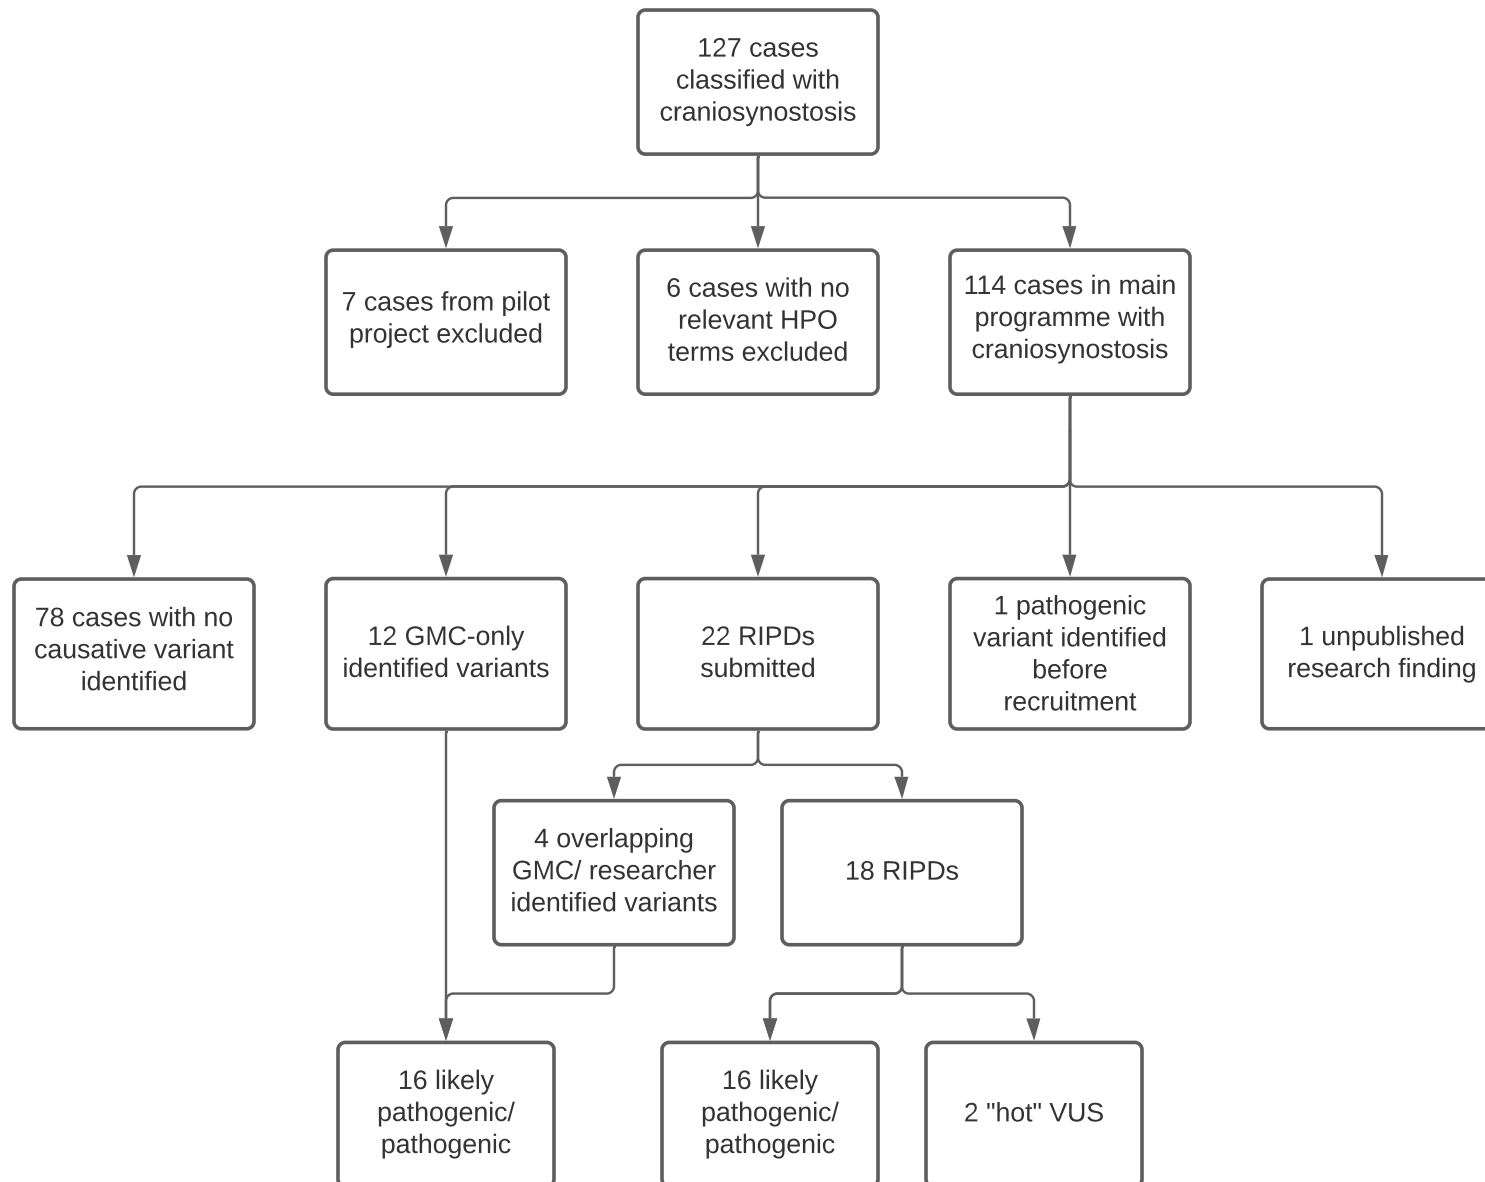 127 cases
classified with
craniosynostosis
7 cases from pilot
project excluded
6 cases with no
relevant HPO
terms excluded
114 cases in main
programme with
craniosynostosis
78 cases with no
causative variant
identified
12 GMC-only
identified variants
22 RIPDs
submitted
1 pathogenic
variant identified
before
recruitment
1 unpublished
research finding
4 overlapping
GMC/ researcher
identified variants
18 RIPDs
16 likely
pathogenic/
pathogenic
16 likely
pathogenic/
pathogenic
2 "hot" VUS